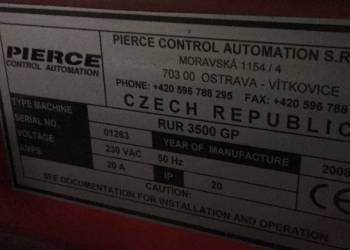 PIERCE
CONTROL AUTOMATION
PIERCE CONTROL AUTOMATION S.R
MORAVSKÁ 1154 / 4
703 00 OSTRAVA - VÍTKOVICE
PHONE: +420 596 788 295 FAX: +420 596 788
CZECH REPUBLIC
TYPE MACHINE RUR 3500 GP
SERIAL NO. 01263 YEAR OF MANUFACTURE 2008
VOLTAGE 230 VAC 50 Hz
AMPS. 20 A IP 20
CAUTION:
SEE DOCUMENTATION FOR INSTALLATION AND OPERATION
CE